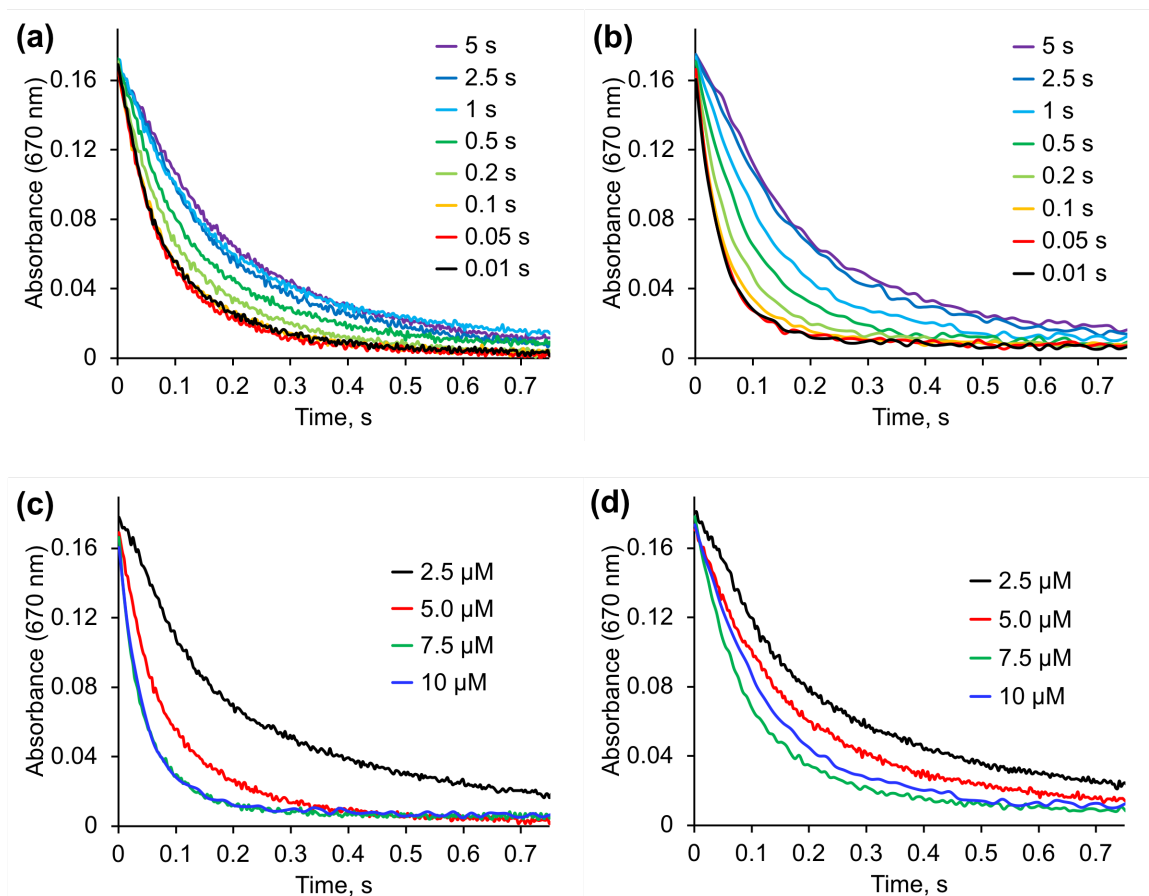 (a)
Absorbance (670 nm)
0.16
0.12
0.08
0.04
0
0 0.1 0.2 0.3 0.4 0.5 0.6 0.7
Time, s
5 s
2.5 s
1 s
0.5 s
0.2 s
0.1 s
0.05 s
0.01 s
(b)
Absorbance (670 nm)
0.16
0.12
0.08
0.04
0
0 0.1 0.2 0.3 0.4 0.5 0.6 0.7
Time, s
5 s
2.5 s
1 s
0.5 s
0.2 s
0.1 s
0.05 s
0.01 s
(c)
Absorbance (670 nm)
0.16
0.12
0.08
0.04
0
0 0.1 0.2 0.3 0.4 0.5 0.6 0.7
Time, s
2.5 µM
5.0 µM
7.5 µM
10 µM
(d)
Absorbance (670 nm)
0.16
0.12
0.08
0.04
0
0 0.1 0.2 0.3 0.4 0.5 0.6 0.7
Time, s
2.5 µM
5.0 µM
7.5 µM
10 µM